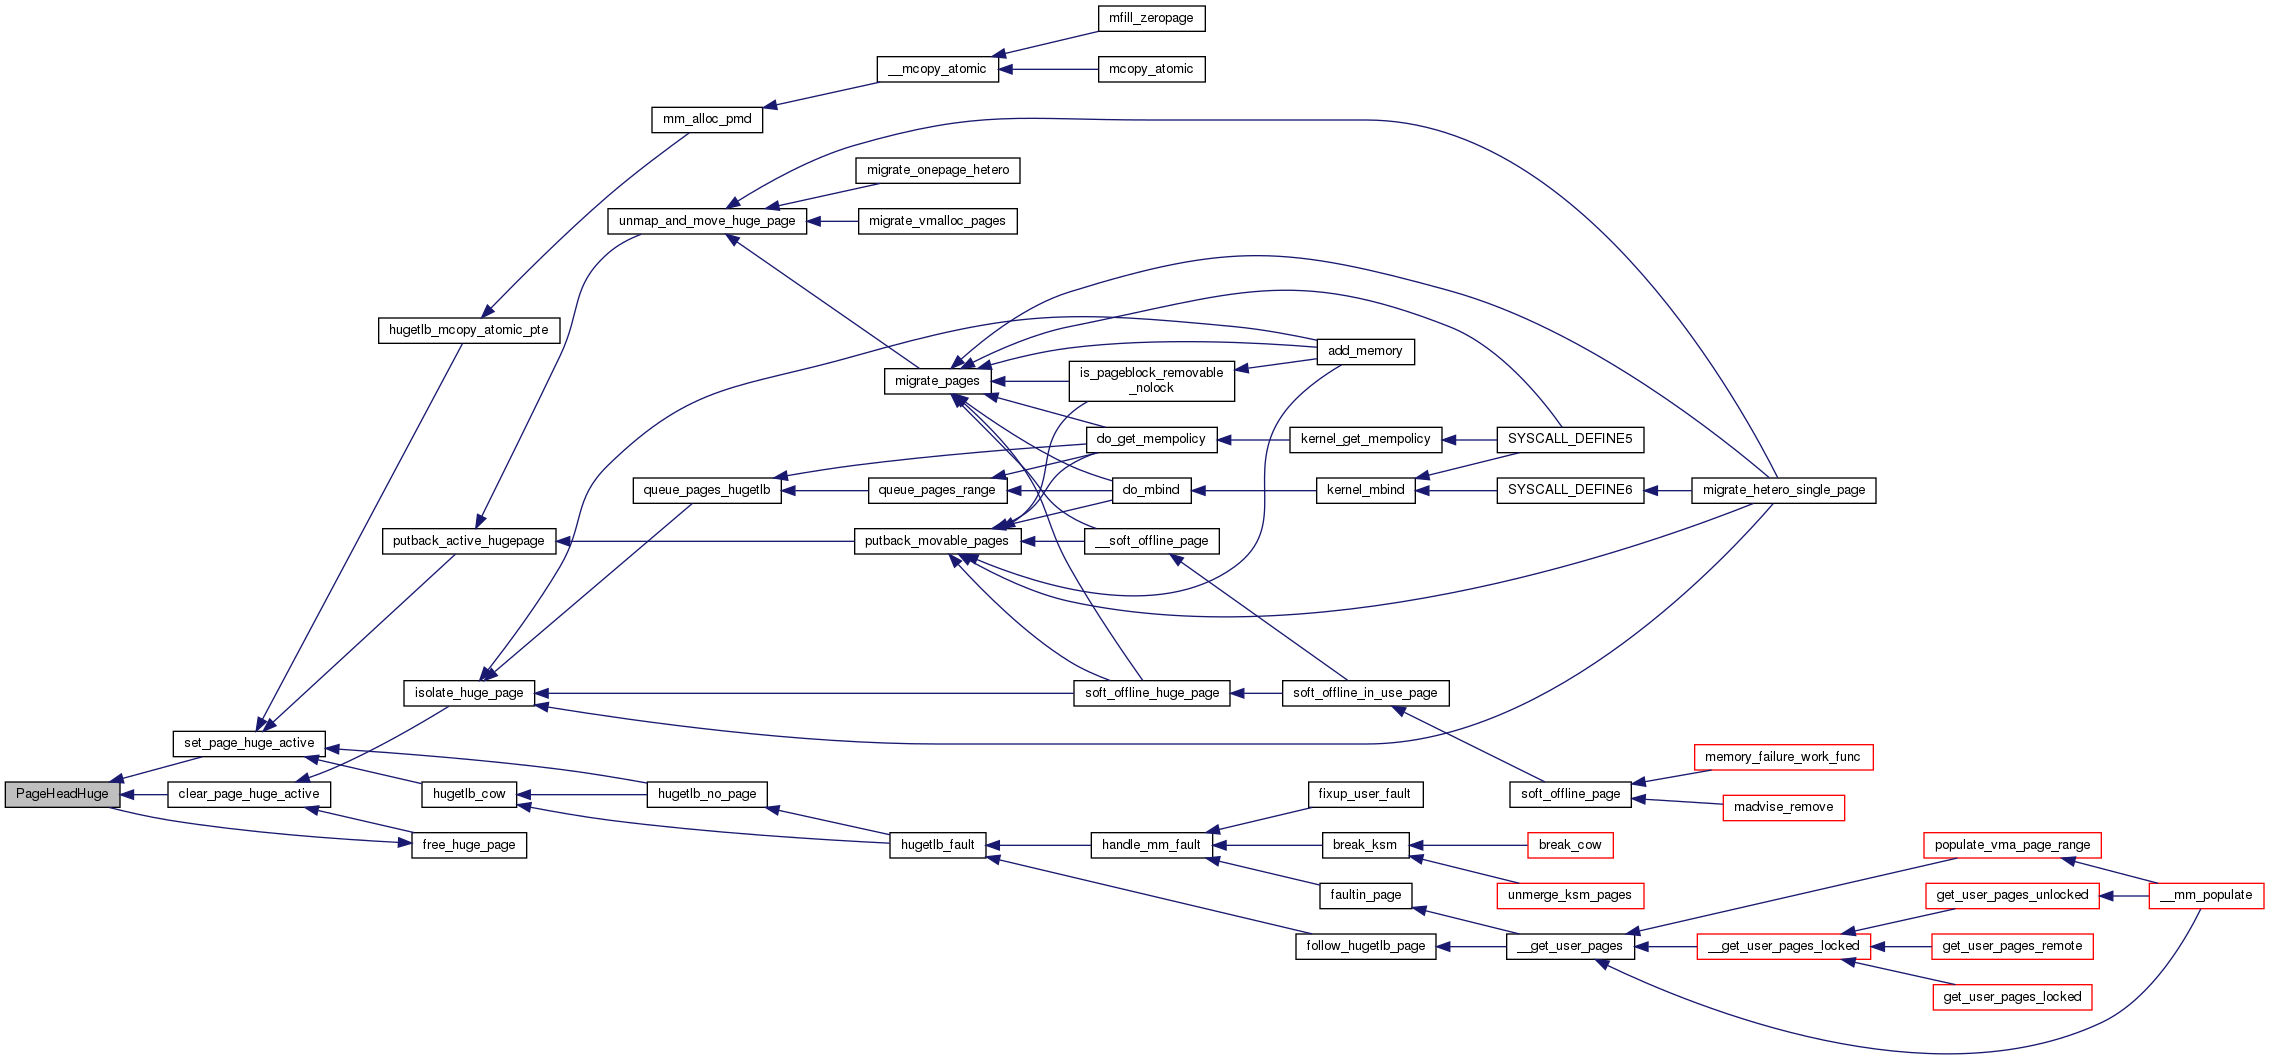 mfill_zeropage
__mcopy_atomic
mcopy_atomic
mm_alloc_pmd
migrate_onepage_hetero
unmap_and_move_huge_page
migrate_vmalloc_pages
hugetlb_mcopy_atomic_pte
add_memory
migrate_pages
is_pageblock_removable
_nolock
do_get_mempolicy
kernel_get_mempolicy
SYSCALL_DEFINE5
queue_pages_hugetlb
queue_pages_range
do_mbind
kernel_mbind
SYSCALL_DEFINE6
migrate_hetero_single_page
putback_active_hugepage
putback_movable_pages
__soft_offline_page
isolate_huge_page
soft_offline_huge_page
soft_offline_in_use_page
set_page_huge_active
memory_failure_work_func
PageHeadHuge
clear_page_huge_active
hugetlb_cow
hugetlb_no_page
fixup_user_fault
soft_offline_page
madvise_remove
free_huge_page
hugetlb_fault
handle_mm_fault
break_ksm
break_cow
populate_vma_page_range
faultin_page
unmerge_ksm_pages
get_user_pages_unlocked
__mm_populate
follow_hugetlb_page
__get_user_pages
__get_user_pages_locked
get_user_pages_remote
get_user_pages_locked